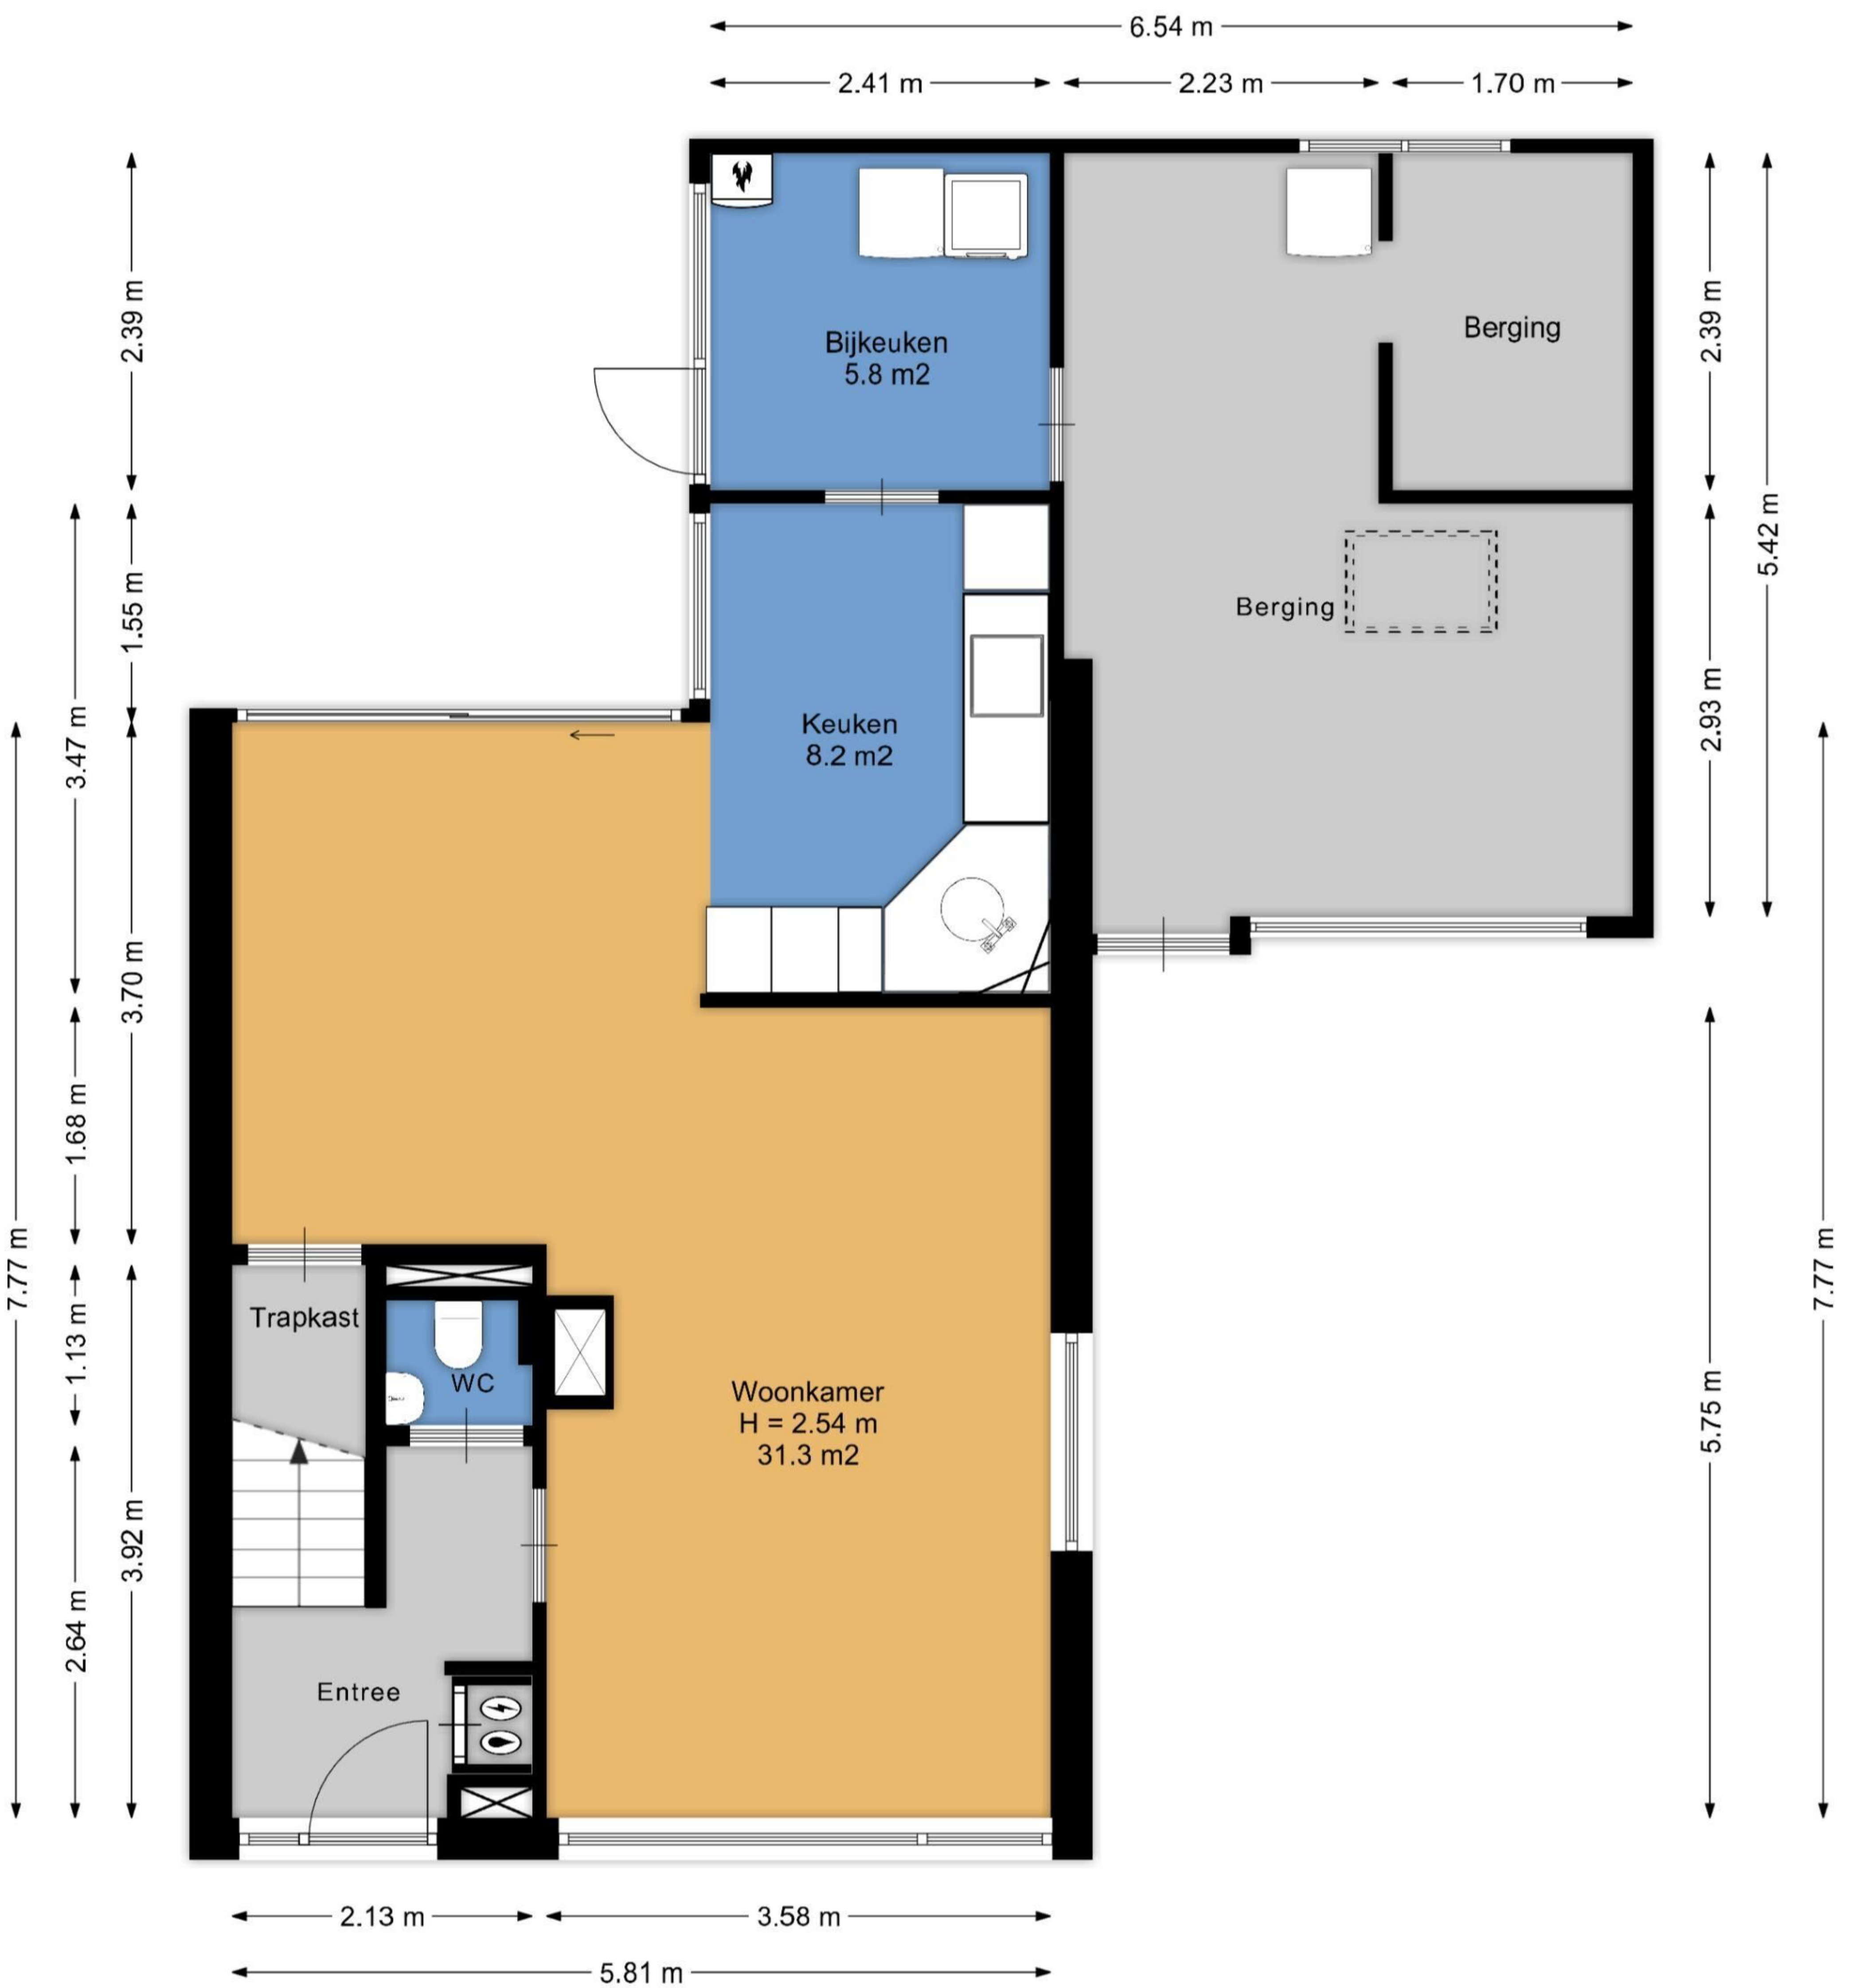 6.54 m
2.41 m
2.23 m
1.70 m
2.39 m
2.39 m
5.42 m
Bijkeuken
5.8 m2
Berging
1.55 m
3.47 m
Berging
2.93 m
Keuken
8.2 m2
7.77 m
3.70 m
1.68 m
7.77 m
5.75 m
Trapkast
1.13 m
WC
Woonkamer
H = 2.54 m
31.3 m2
3.92 m
2.64 m
Entree
2.13 m
3.58 m
5.81 m